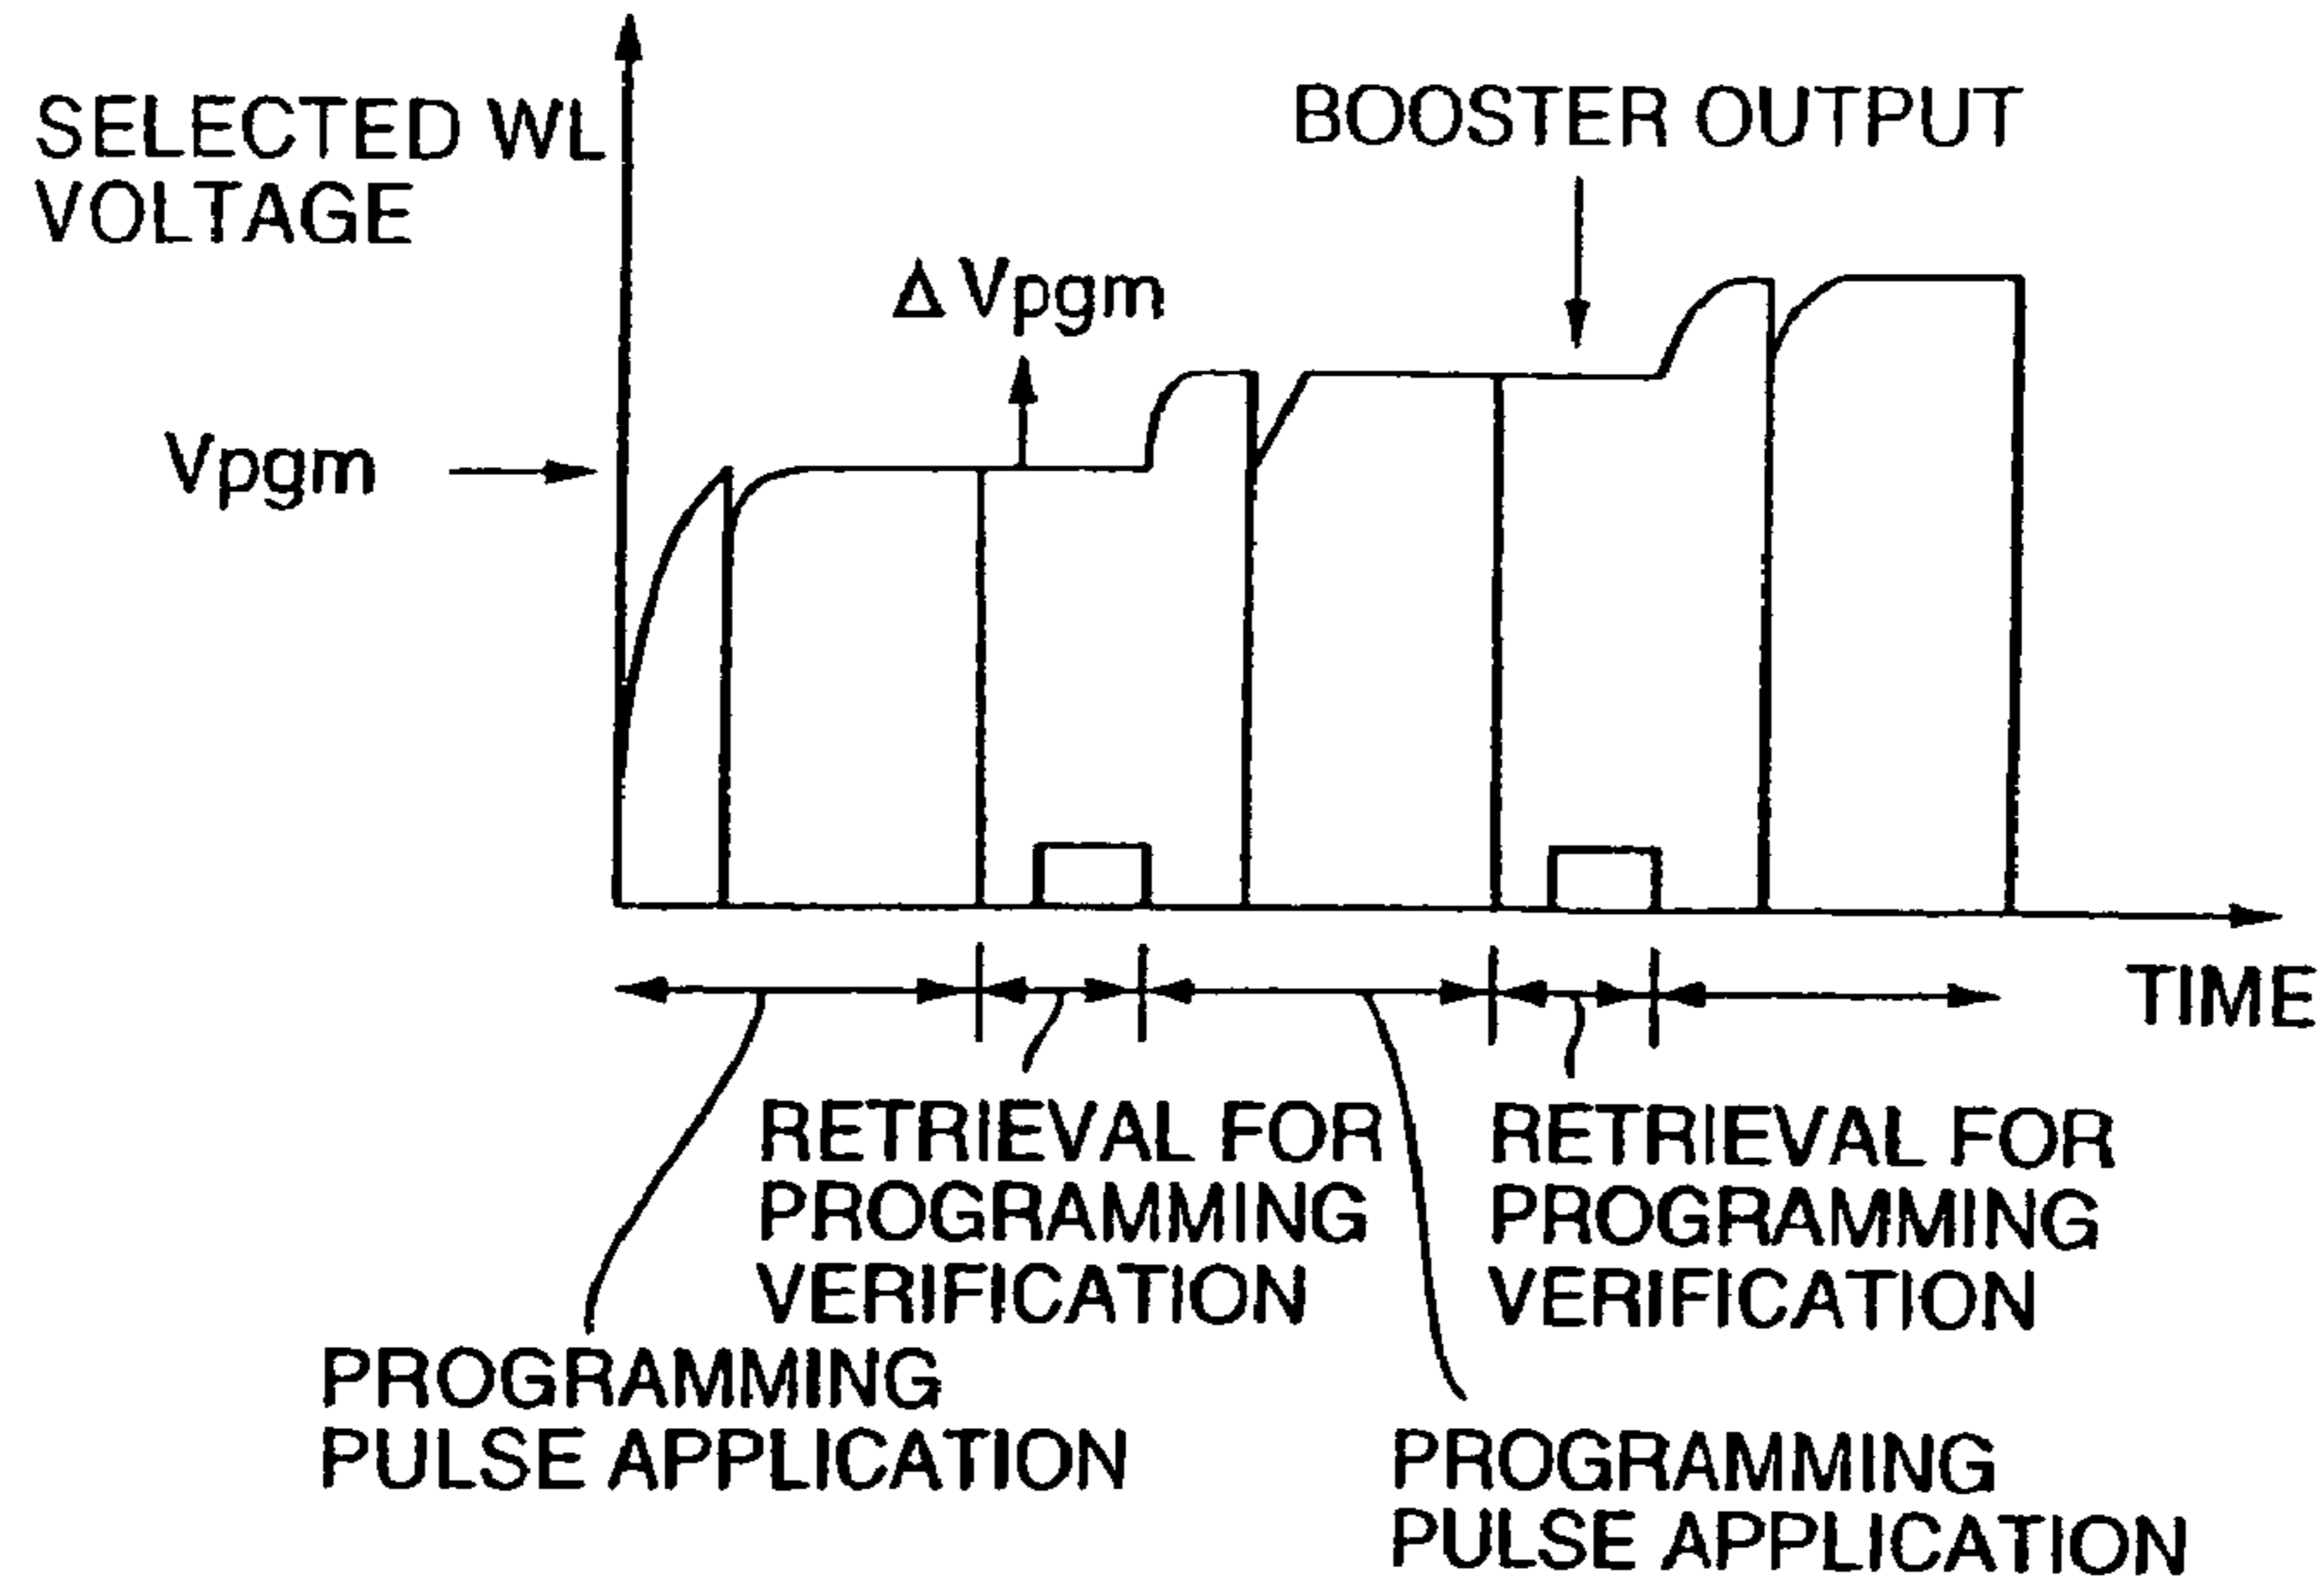 SELECTED WL
VOLTAGE
BOOSTER OUTPUT
Δ Vpgm
Vpgm
TIME
RETRIEVAL FOR
PROGRAMMING
VERIFICATION
RETRIEVAL FOR
PROGRAMMING
VERIFICATION
PROGRAMMING
PULSE APPLICATION
PROGRAMMING
PULSE APPLICATION